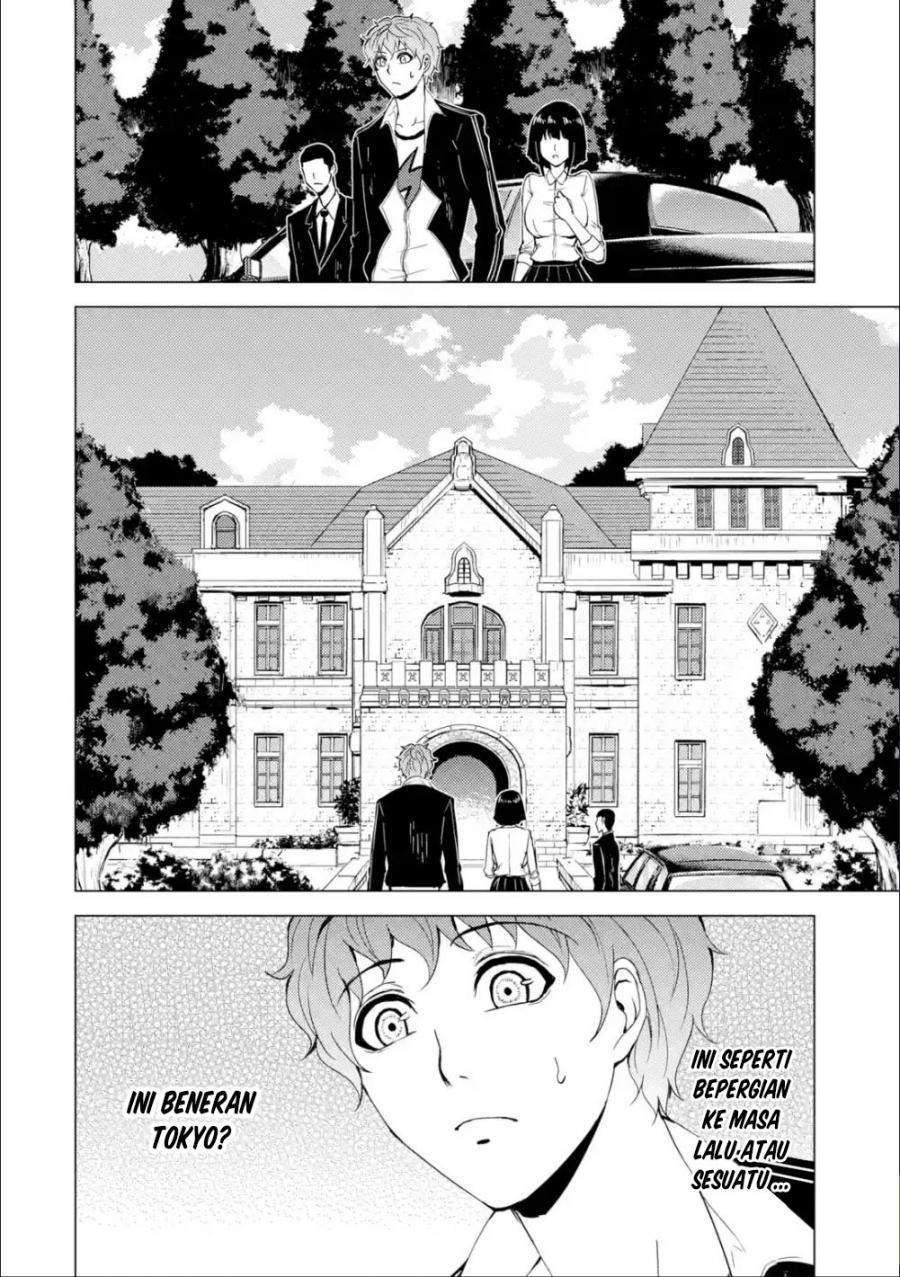 INI SEPERTI
BEPERGIAN
KE MASA
LALU ATAU
SESUATU ...
INI BENERAN
TOKYO?